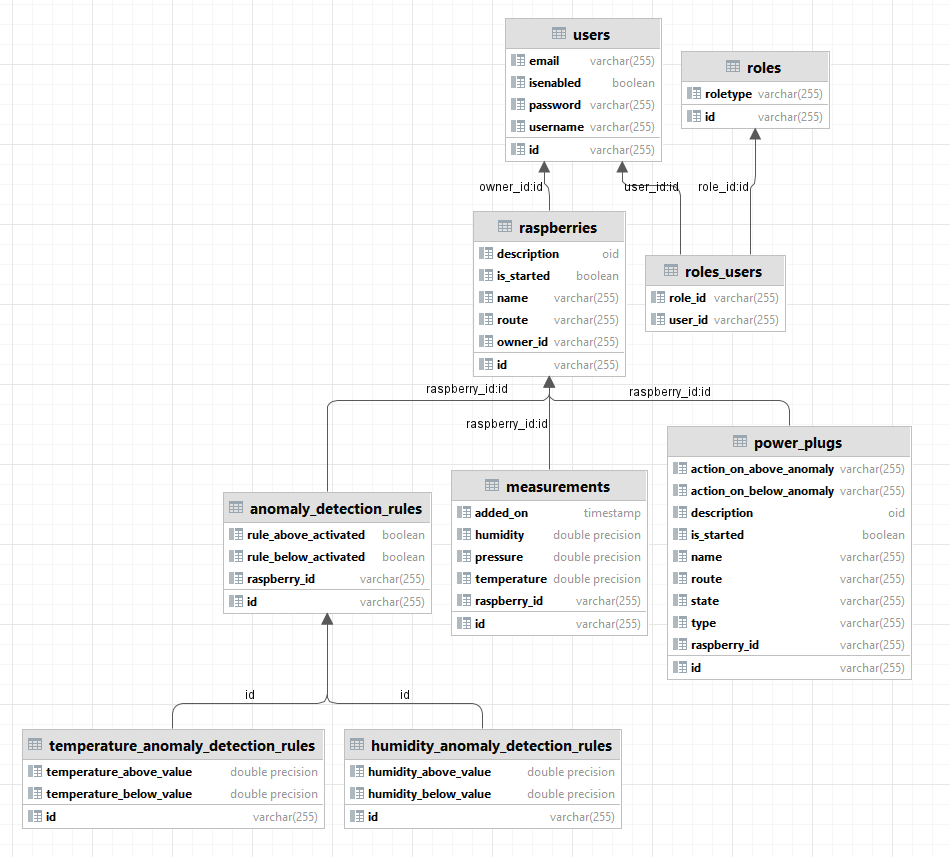 users
email varchar(255)
isenabled boolean
password varchar(255)
username varchar(255)
id varchar(255)
roles
roletype varchar(255)
id varchar(255)
owner_id:id
user_id:id
role_id:id
raspberries
description oid
is_started boolean
name varchar(255)
route varchar(255)
owner_id varchar(255)
id varchar(255)
roles_users
role_id varchar(255)
user_id varchar(255)
raspberry_id:id
raspberry_id:id
raspberry_id:id
anomaly_detection_rules
rule_above_activated boolean
rule_below_activated boolean
raspberry_id varchar(255)
id varchar(255)
measurements
added_on timestamp
humidity double precision
pressure double precision
temperature double precision
raspberry_id varchar(255)
id varchar(255)
power_plugs
action_on_above_anomaly varchar(255)
action_on_below_anomaly varchar(255)
description oid
is_started boolean
name varchar(255)
route varchar(255)
state varchar(255)
type varchar(255)
raspberry_id varchar(255)
id varchar(255)
id
id
temperature_anomaly_detection_rules
temperature_above_value double precision
temperature_below_value double precision
id varchar(255)
humidity_anomaly_detection_rules
humidity_above_value double precision
humidity_below_value double precision
id varchar(255)